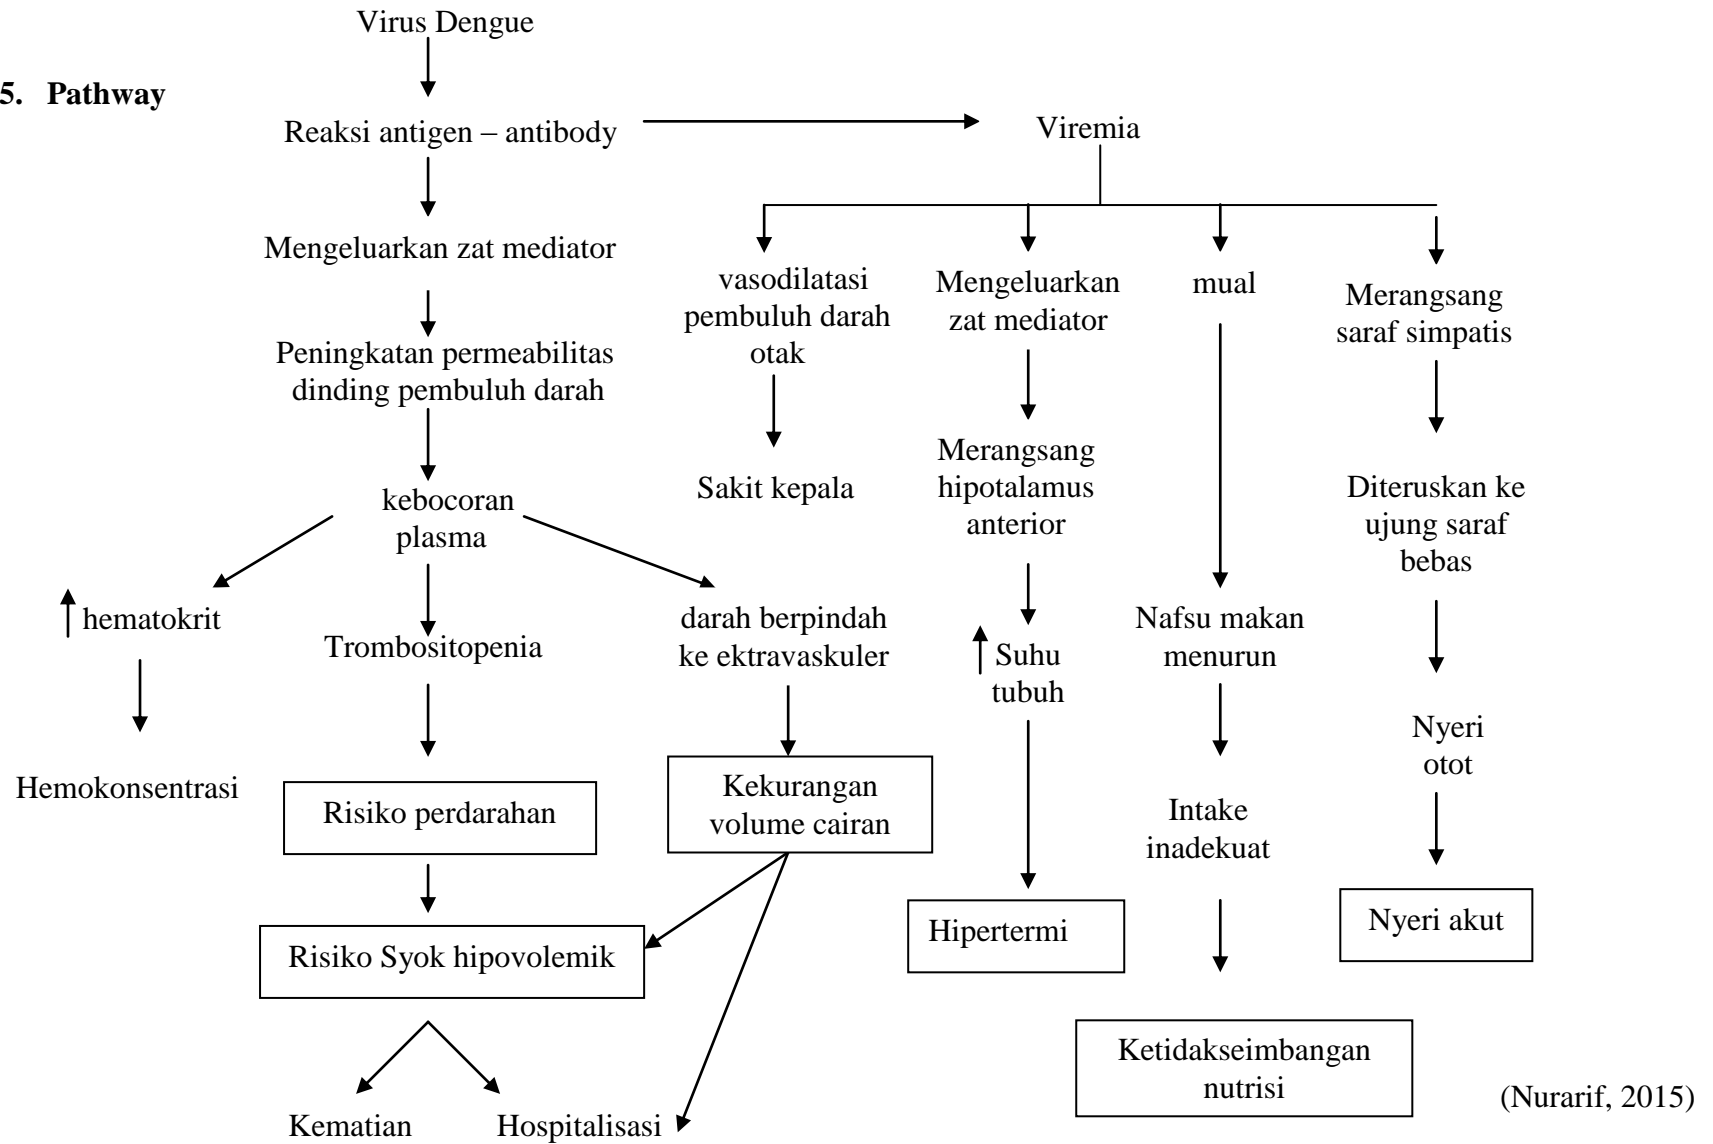 Virus Dengue
5. Pathway
Reaksi antigen – antibody
Viremia
Mengeluarkan zat mediator
vasodilatasi
pembuluh darah
otak
Mengeluarkan
zat mediator
mual
Merangsang
saraf simpatis
Peningkatan permeabilitas
dinding pembuluh darah
kebocoran
plasma
Sakit kepala
Merangsang
hipotalamus
anterior
Diteruskan ke
ujung saraf
bebas
hematokrit
Trombositopenia
darah berpindah
ke ektravaskuler
Suhu
tubuh
Nafsu makan
menurun
Nyeri
otot
Hemokonsentrasi
Risiko perdarahan
Kekurangan
volume cairan
Intake
inadekuat
Hipertermi
Nyeri akut
Risiko Syok hipovolemik
Ketidakseimbangan
nutrisi
(Nurarif, 2015)
Kematian
Hospitalisasi